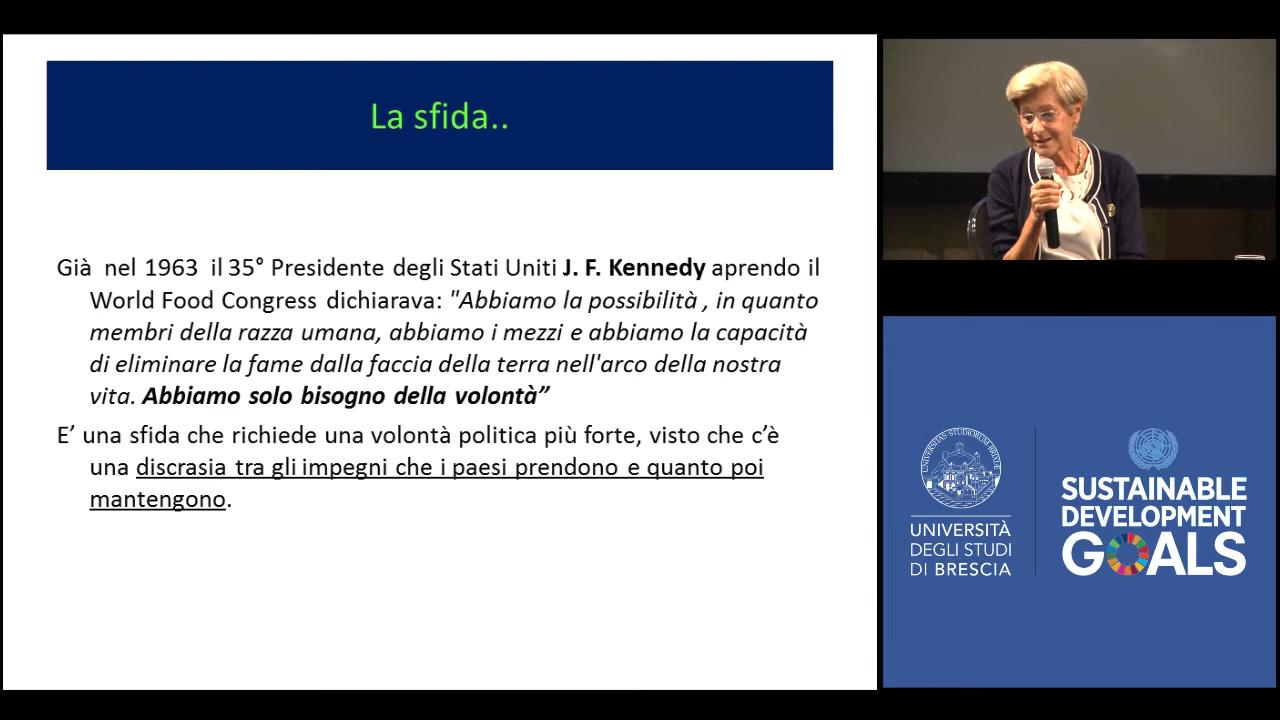 La sfida..
Già nel 1963 il 35° Presidente degli Stati Uniti J. F. Kennedy aprendo il
World Food Congress dichiarava: "Abbiamo la possibilità , in quanto
membri della razza umana, abbiamo i mezzi e abbiamo la capacità
di eliminare la fame dalla faccia della terra nell'arco della nostra
vita. Abbiamo solo bisogno della volontà”
E’ una sfida che richiede una volontà politica più forte, visto che c’è
una discrasia tra gli impegni che i paesi prendono e quanto poi
mantengono.
UNIVERSITÀ
DEGLI STUDI
DI BRESCIA
SUSTAINABLE
DEVELOPMENT
GOALS